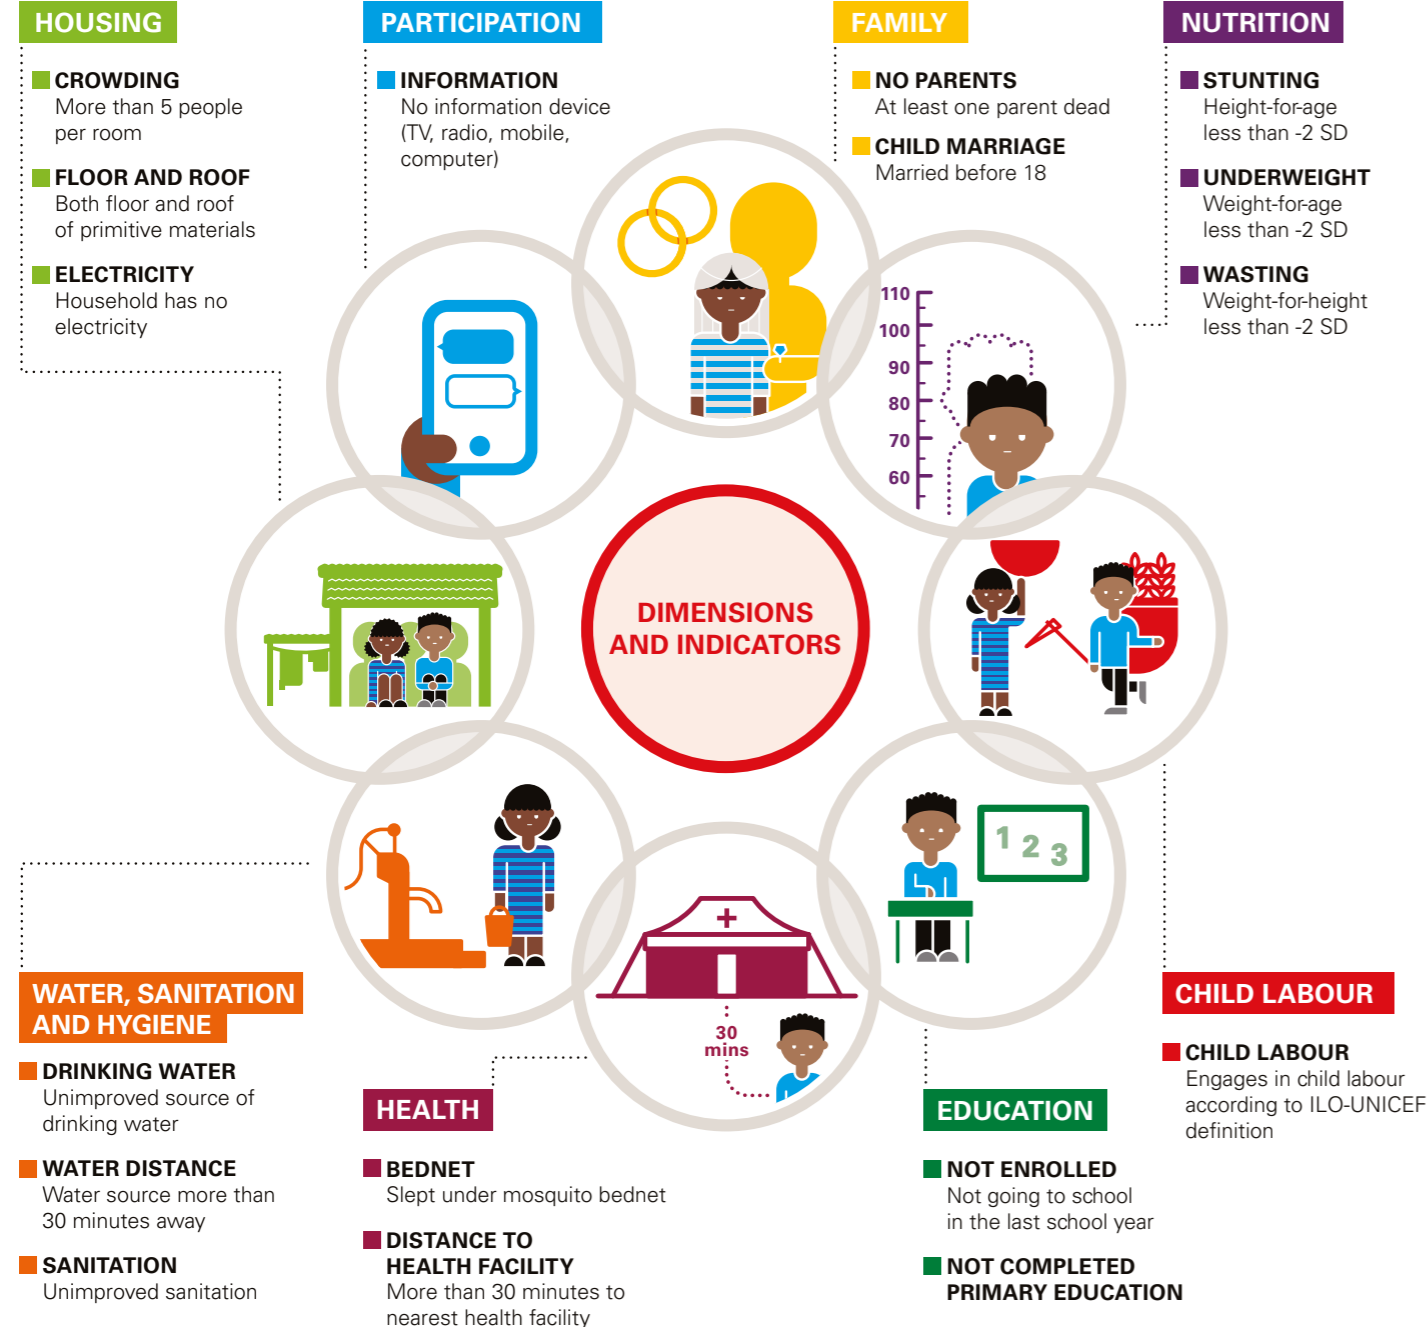 HOUSING
CROWDING
More than 5 people
per room
FLOOR AND ROOF
Both floor and roof
of primitive materials
ELECTRICITY
Household has no
electricity
PARTICIPATION
INFORMATION
No information device
(TV, radio, mobile,
computer)
FAMILY
NO PARENTS
At least one parent dead
CHILD MARRIAGE
Married before 18
NUTRITION
STUNTING
Height-for-age
less than -2 SD
UNDERWEIGHT
Weight-for-age
less than -2 SD
WASTING
Weight-for-height
less than -2 SD
110
100
90
80
70
60
DIMENSIONS
AND INDICATORS
1 2 3
30
mins
WATER, SANITATION
AND HYGIENE
DRINKING WATER
Unimproved source of
drinking water
WATER DISTANCE
Water source more than
30 minutes away
SANITATION
Unimproved sanitation
HEALTH
BEDNET
Slept under mosquito bednet
DISTANCE TO
HEALTH FACILITY
More than 30 minutes to
nearest health facility
EDUCATION
NOT ENROLLED
Not going to school
in the last school year
NOT COMPLETED
PRIMARY EDUCATION
CHILD LABOUR
CHILD LABOUR
Engages in child labour
according to ILO-UNICEF
definition